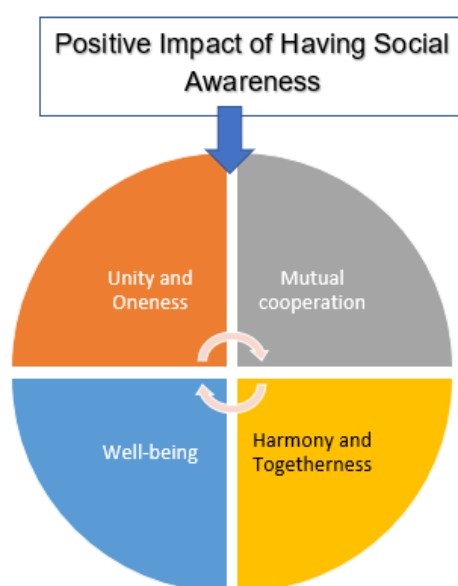 Positive Impact of Having Social
Awareness
Unity and
Oneness
Mutual
cooperation
Well-being
Harmony and
Togetherness